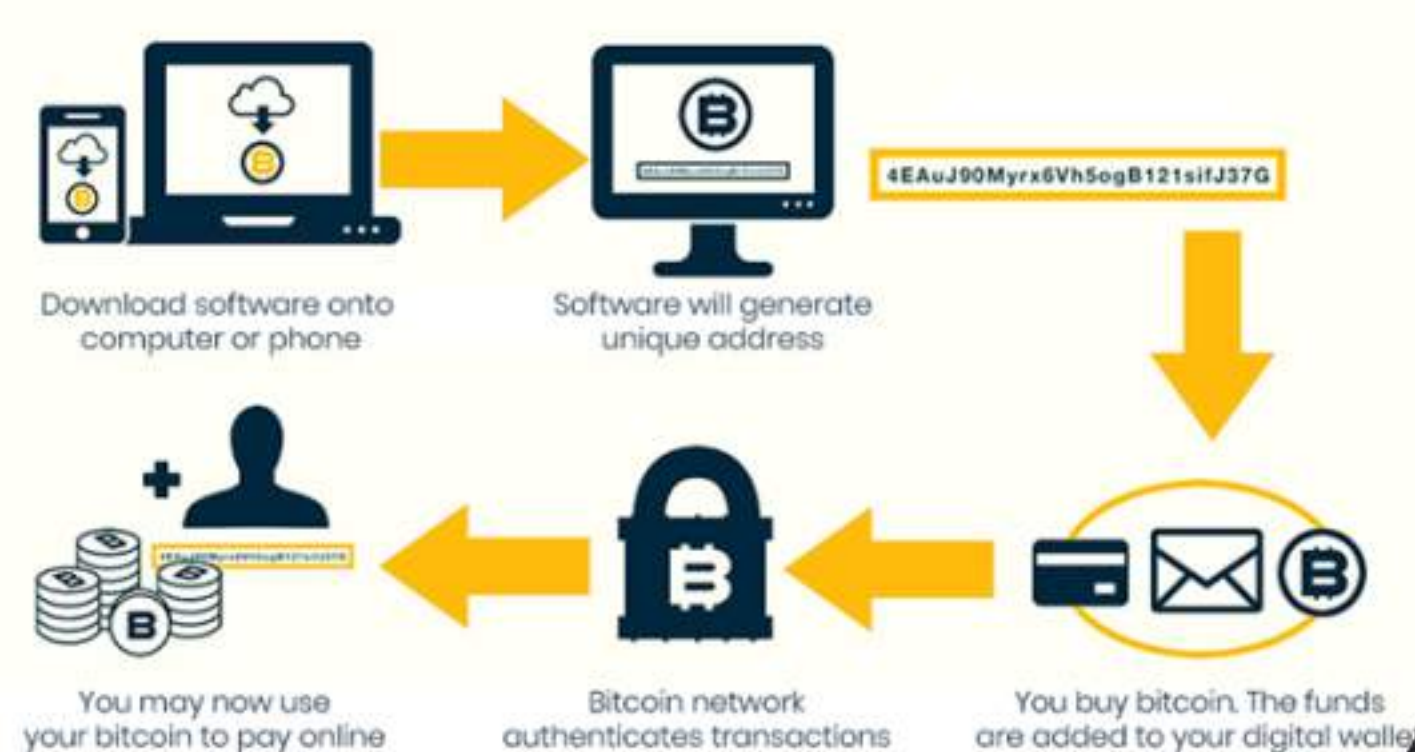 4EAuJ90Myrx6Vh5ogB121sifJ37G
Download software onto
computer or phone
Software will generate
unique address
You may now use
your bitcoin to pay online
Bitcoin network
authenticates transactions
You buy bitcoin. The funds
are added to your digital walle